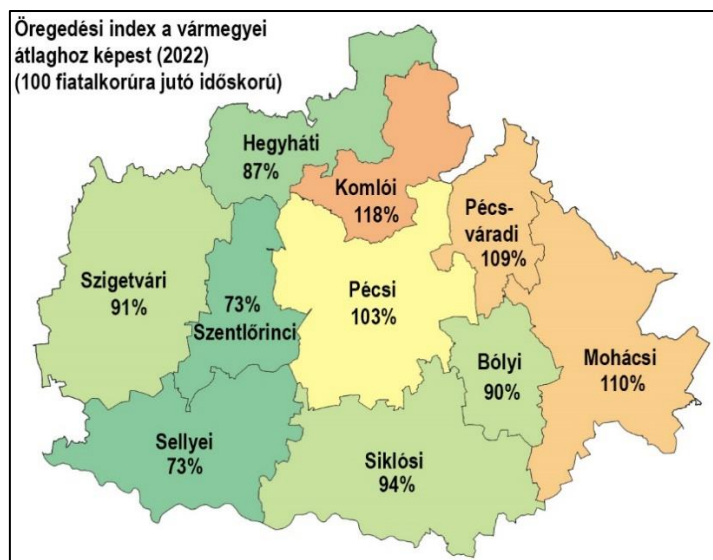 Öregedési index a vármegyei
átlaghoz képest (2022)
(100 fiatalkorúra jutó időskorú)
Hegyháti
87%
Komlói
118%
Pécs-
váradi
109%
Szigetvári
91%
73%
Szentlőrinci
Pécsi
103%
Bólyi
90%
Mohácsi
110%
Sellyei
73%
Siklósi
94%